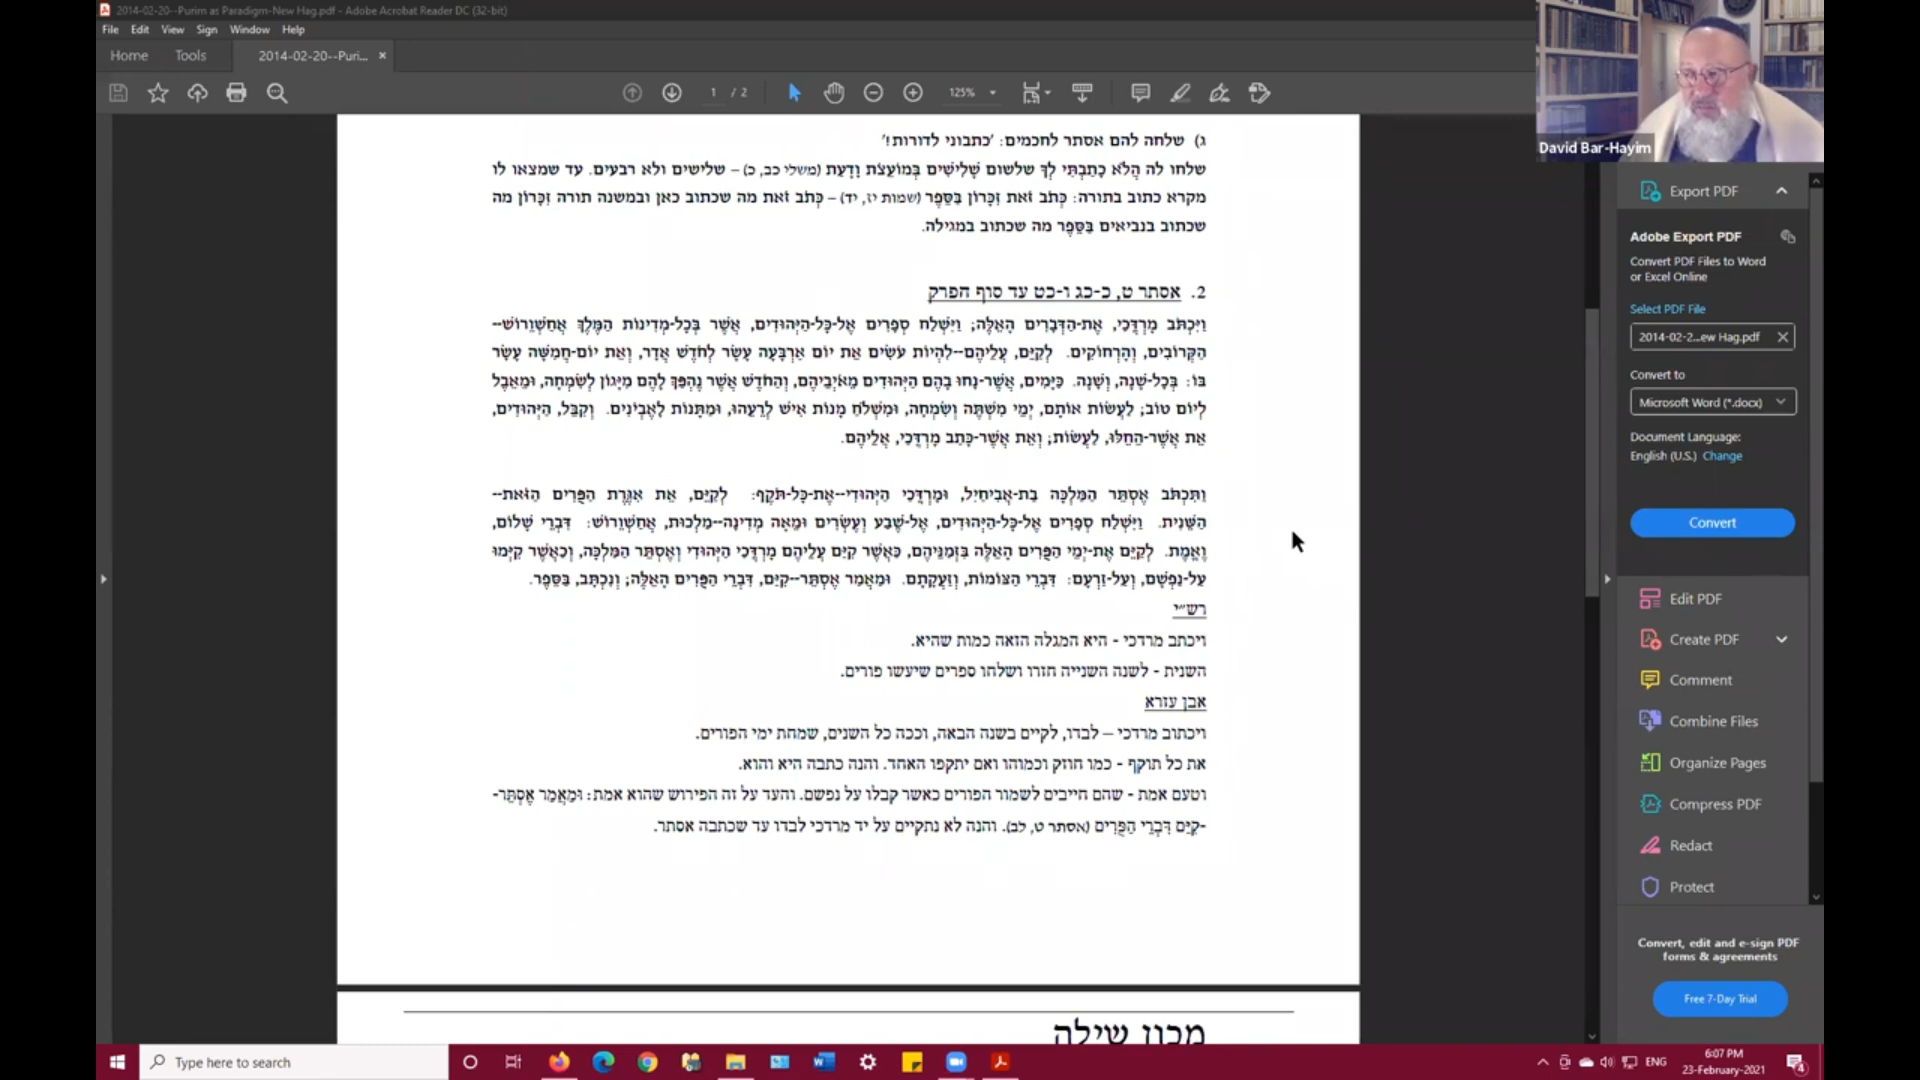 2014-02-20--Purim as Paradigm-New Hag.pdf - Adobe Acrobat Reader DC (32-bit)
File Edit View Sign Window Help
Home Tools 2014-02-20--Puri... ×
1 / 2 125%
David Bar-Hayim
ג) שלחה להם אסתר לחכמים: 'כתבוני לדורות!'
שלחו לה הֲלֹא כָתַבְתִּי לְךָ שלשום שָׁלִישִׁים בְּמוֹעֵצֹת וָדָעַת (משלי כב, כ) – שלישים ולא רבעים. עד שמצאו לו
מקרא כתוב בתורה: כְּתֹב זֹאת זִכָּרוֹן בַּסֵּפֶר (שמות יז, יד) – כְּתֹב זֹאת מה שכתוב כאן ובמשנה תורה זִכָּרוֹן מה
שכתוב בנביאים בַּסֵּפֶר מה שכתוב במגילה.
2. אסתר ט, כ-כג ו-כט עד סוף הפרק
וַיִּכְתֹּב מָרְדֳּכַי, אֶת-הַדְּבָרִים הָאֵלֶּה; וַיִּשְׁלַח סְפָרִים אֶל-כָּל-הַיְּהוּדִים, אֲשֶׁר בְּכָל-מְדִינוֹת הַמֶּלֶךְ אֲחַשְׁוֵרוֹשׁ--
הַקְּרוֹבִים, וְהָרְחוֹקִים. לְקַיֵּם, עֲלֵיהֶם--לִהְיוֹת עֹשִׂים אֵת יוֹם אַרְבָּעָה עָשָׂר לְחֹדֶשׁ אֲדָר, וְאֵת יוֹם-חֲמִשָּׁה עָשָׂר
בּוֹ: בְּכָל-שָׁנָה, וְשָׁנָה. כַּיָּמִים, אֲשֶׁר-נָחוּ בָהֶם הַיְּהוּדִים מֵאֹיְבֵיהֶם, וְהַחֹדֶשׁ אֲשֶׁר נֶהְפַּךְ לָהֶם מִיָּגוֹן לְשִׂמְחָה, וּמֵאֵבֶל
לְיוֹם טוֹב; לַעֲשׂוֹת אוֹתָם, יְמֵי מִשְׁתֶּה וְשִׂמְחָה, וּמִשְׁלֹחַ מָנוֹת אִישׁ לְרֵעֵהוּ, וּמַתָּנוֹת לָאֶבְיֹנִים. וְקִבֵּל, הַיְּהוּדִים,
אֵת אֲשֶׁר-הֵחֵלּוּ, לַעֲשׂוֹת; וְאֵת אֲשֶׁר-כָּתַב מָרְדֳּכַי, אֲלֵיהֶם.
וַתִּכְתֹּב אֶסְתֵּר הַמַּלְכָּה בַת-אֲבִיחַיִל, וּמָרְדֳּכַי הַיְּהוּדִי--אֶת-כָּל-תֹּקֶף: לְקַיֵּם, אֵת אִגֶּרֶת הַפֻּרִים הַזֹּאת--
הַשֵּׁנִית. וַיִּשְׁלַח סְפָרִים אֶל-כָּל-הַיְּהוּדִים, אֶל-שֶׁבַע וְעֶשְׂרִים וּמֵאָה מְדִינָה--מַלְכוּת, אֲחַשְׁוֵרוֹשׁ: דִּבְרֵי שָׁלוֹם,
וֶאֱמֶת. לְקַיֵּם אֶת-יְמֵי הַפֻּרִים הָאֵלֶּה בִּזְמַנֵּיהֶם, כַּאֲשֶׁר קִיַּם עֲלֵיהֶם מָרְדֳּכַי הַיְּהוּדִי וְאֶסְתֵּר הַמַּלְכָּה, וְכַאֲשֶׁר קִיְּמוּ
עַל-נַפְשָׁם, וְעַל-זַרְעָם: דִּבְרֵי הַצּוֹמוֹת, וְזַעֲקָתָם. וּמַאֲמַר אֶסְתֵּר--קִיַּם, דִּבְרֵי הַפֻּרִים הָאֵלֶּה; וְנִכְתָּב, בַּסֵּפֶר.
רש״י
ויכתב מרדכי - היא המגלה הזאה כמות שהיא.
השנית - לשנה השנייה חזרו ושלחו ספרים שיעשו פורים.
אבן עזרא
ויכתוב מרדכי – לבדו, לקיים בשנה הבאה, וככה כל השנים, שמחת ימי הפורים.
את כל תוקף - כמו חוזק וכמוהו ואם יתקפו האחד. והנה כתבה היא והוא.
וטעם אמת - שהם חייבים לשמור הפורים כאשר קבלו על נפשם. והעד על זה הפירוש שהוא אמת: וּמַאֲמַר אֶסְתֵּר-
-קִיַּם דִּבְרֵי הַפֻּרִים (אסתר ט, לב). והנה לא נתקיים על יד מרדכי לבדו עד שכתבה אסתר.
מכון שילה
Export PDF
Adobe Export PDF
Convert PDF Files to Word
or Excel Online
Select PDF File
2014-02-2...ew Hag.pdf ×
Convert to
Microsoft Word (*.docx)
Document Language:
English (U.S.) Change
Convert
Edit PDF
Create PDF
Comment
Combine Files
Organize Pages
Compress PDF
Redact
Protect
Convert, edit and e-sign PDF
forms & agreements
Free 7-Day Trial
Type here to search
ENG
6:07 PM
23-February-2021
4